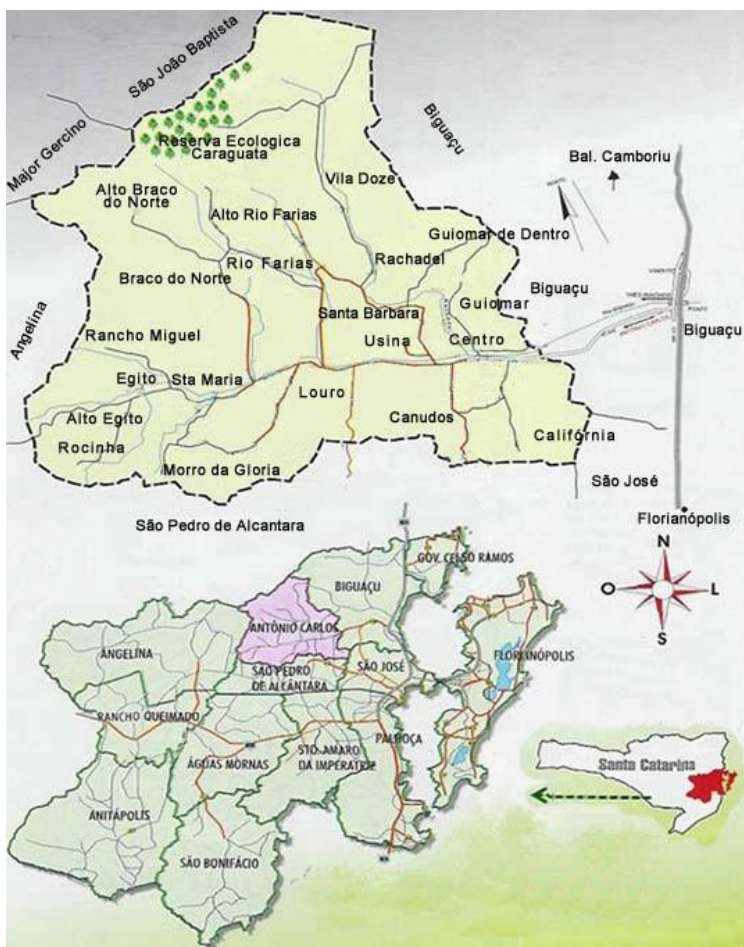 São João Baptista
Major Gercino
Biguaçu
Bal. Camboriu
Reserva Ecologica
Caraguata
Vila Doze
Alto Braco
do Norte
Alto Rio Farias
Guiomar de Dentro
Rio Farias
Rachadel
Braco do Norte
Biguaçu
Guiomar
Santa Barbara
Angelina
Rancho Miguel
Usina
Centro
Biguaçu
Egito
Sta Maria
Louro
Alto Egito
Canudos
Rocinha
Califórnia
Morro da Gloria
São José
São Pedro de Alcantara
Florianópolis
N
O
L
S
GOV. CELSO RAMOS
BIGUAÇU
ANTÔNIO CARLOS
ANGELINA
SÃO PEDRO
DE ALCÂNTARA
SÃO JOSÉ
FLORIANÓPOLIS
RANCHO QUEIMADO
PALHOÇA
ÁGUAS MORNAS
STO. AMARO
DA IMPERATRIZ
Santa Catarina
ANITÁPOLIS
SÃO BONIFÁCIO